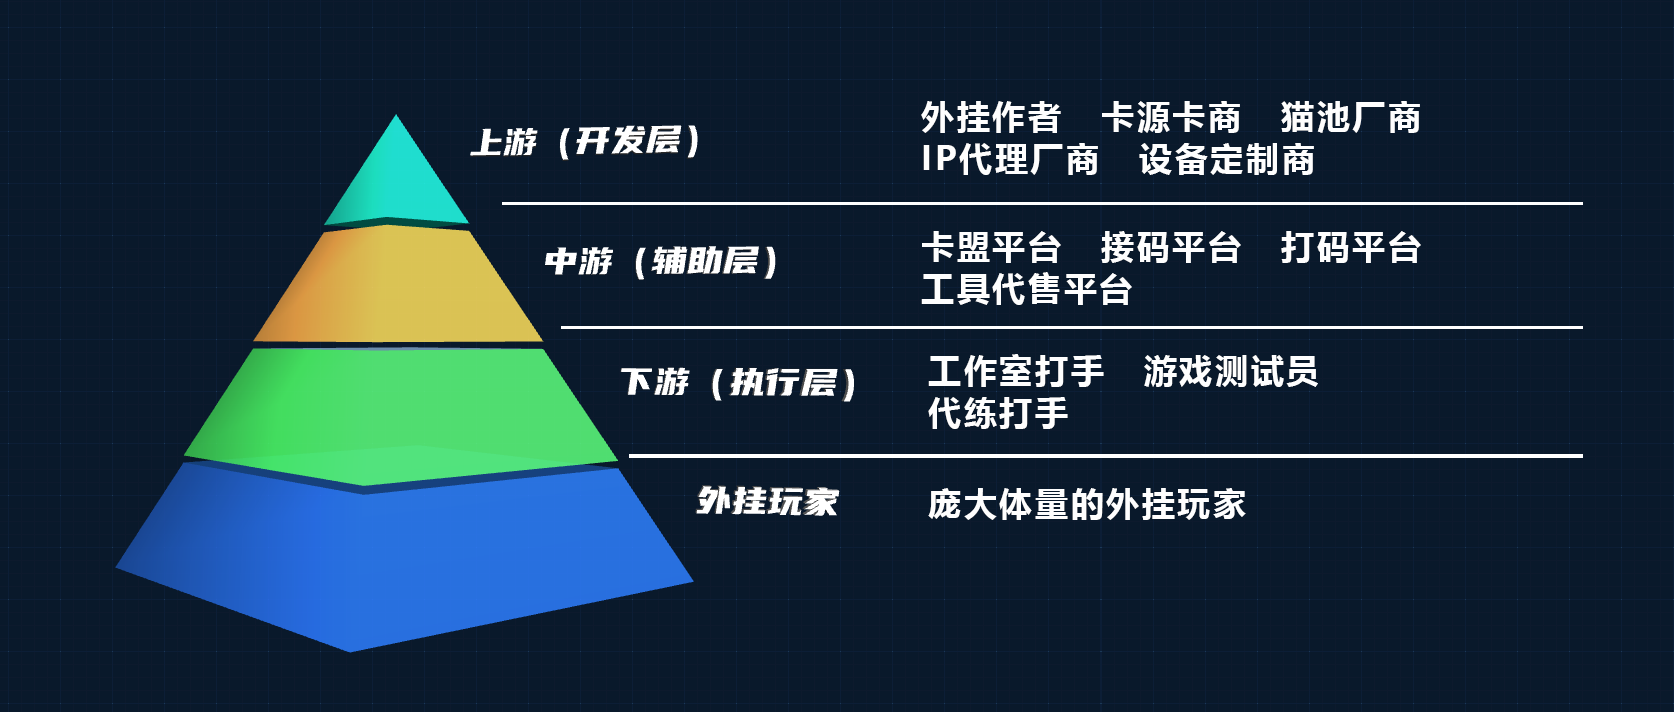 上游（开发层）
外挂作者 卡源卡商 猫池厂商
IP代理厂商 设备定制商
中游（辅助层）
卡盟平台 接码平台 打码平台
工具代售平台
下游（执行层）
工作室打手 游戏测试员
代练打手
外挂玩家
庞大体量的外挂玩家